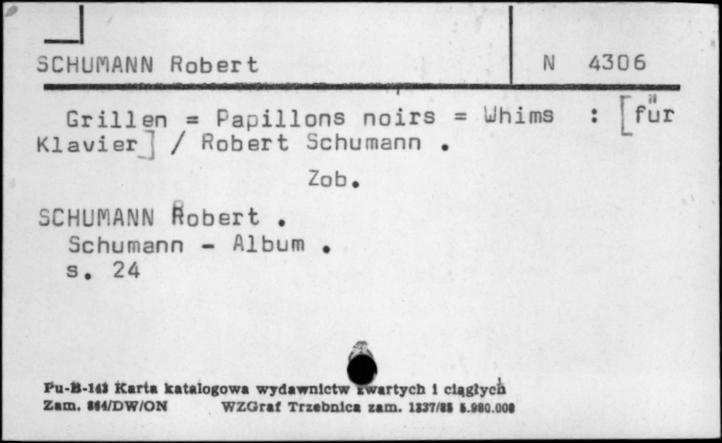 SCHUMANN Robert
N 4306
Grillen = Papillons noirs = Whims : [für
Klavier] / Robert Schumann .
Zob.
SCHUMANN Robert .
Schumann - Album .
s. 24
Pu-B-143 Karta katalogowa wydawnictw zwartych i ciągłych
Zam. 864/DW/ON WZGraf Trzebnica zam. 1337/85 5.980.000